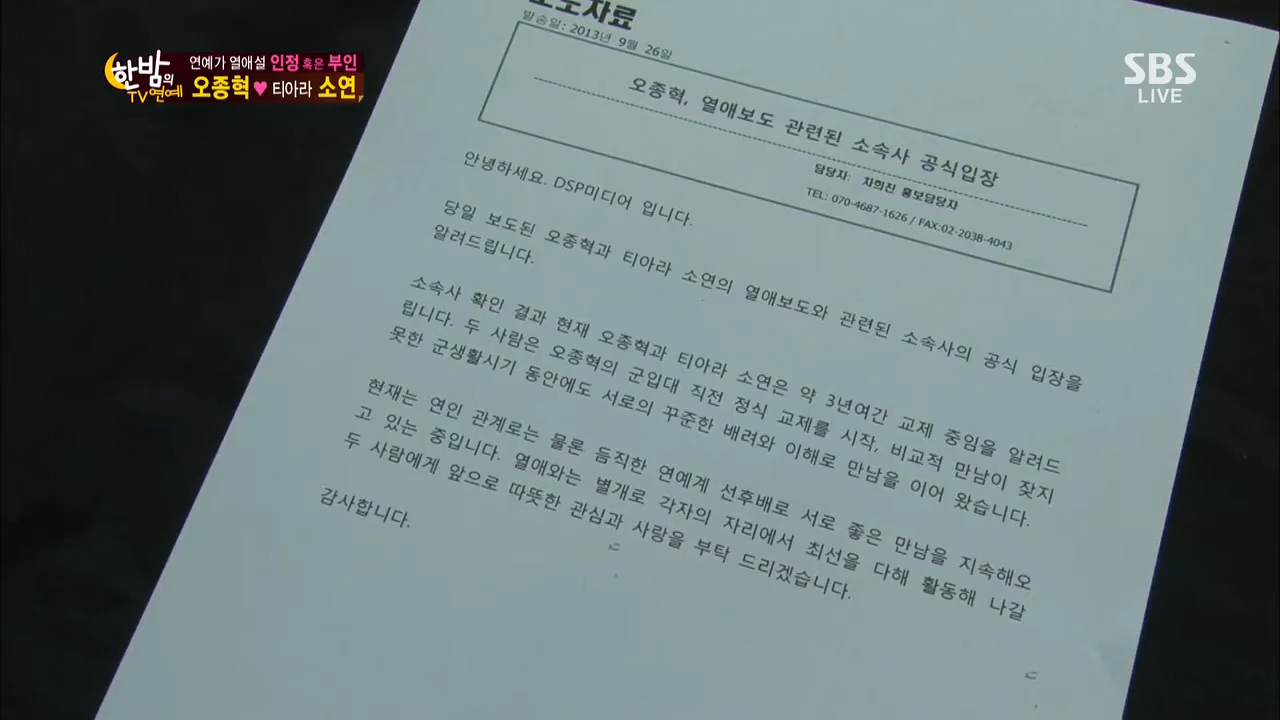 한밤의
TV연예
연예가 열애설 인정 혹은 부인
오종혁♥티아라 소연
SBS
LIVE
보도자료
발송일: 2013년 9월 26일
오종혁, 열애보도 관련된 소속사 공식입장
담당자: 차희진 홍보담당자
TEL: 070-4687-1626 / FAX:02-2038-4043
안녕하세요. DSP미디어 입니다.
당일 보도된 오종혁과 티아라 소연의 열애보도와 관련된 소속사의 공식 입장을
알려드립니다.
소속사 확인 결과 현재 오종혁과 티아라 소연은 약 3년여간 교제 중임을 알려드
립니다. 두 사람은 오종혁의 군입대 직전 정식 교제를 시작, 비교적 만남이 잦지
못한 군생활시기 동안에도 서로의 꾸준한 배려와 이해로 만남을 이어 왔습니다.
현재는 연인 관계로는 물론 듬직한 연예계 선후배로 서로 좋은 만남을 지속해오
고 있는 중입니다. 열애와는 별개로 각자의 자리에서 최선을 다해 활동해 나갈
두 사람에게 앞으로 따뜻한 관심과 사랑을 부탁 드리겠습니다.
감사합니다.